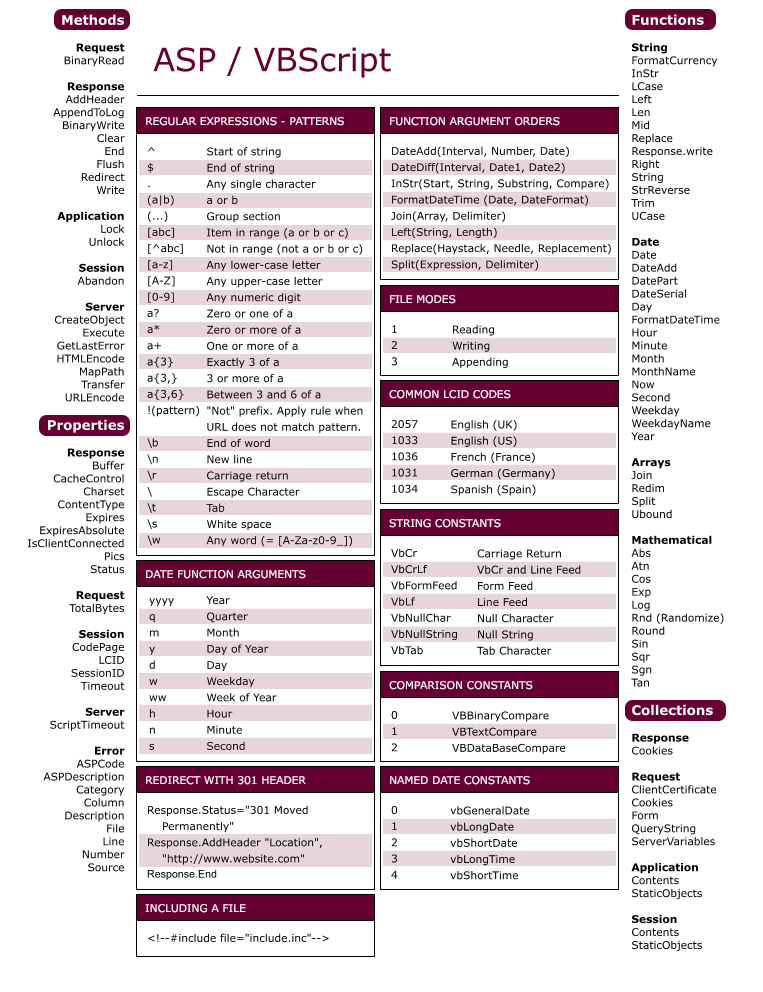 Methods
Request
BinaryRead
Response
AddHeader
AppendToLog
BinaryWrite
Clear
End
Flush
Redirect
Write
Application
Lock
Unlock
Session
Abandon
Server
CreateObject
Execute
GetLastError
HTMLEncode
MapPath
Transfer
URLEncode
Properties
Response
Buffer
CacheControl
Charset
ContentType
Expires
ExpiresAbsolute
IsClientConnected
Pics
Status
Request
TotalBytes
Session
CodePage
LCID
SessionID
Timeout
Server
ScriptTimeout
Error
ASPCode
ASPDescription
Category
Column
Description
File
Line
Number
Source
ASP / VBScript
REGULAR EXPRESSIONS - PATTERNS
^ Start of string
$ End of string
. Any single character
(a|b) a or b
(...) Group section
[abc] Item in range (a or b or c)
[^abc] Not in range (not a or b or c)
[a-z] Any lower-case letter
[A-Z] Any upper-case letter
[0-9] Any numeric digit
a? Zero or one of a
a* Zero or more of a
a+ One or more of a
a{3} Exactly 3 of a
a{3,} 3 or more of a
a{3,6} Between 3 and 6 of a
!(pattern) "Not" prefix. Apply rule when
URL does not match pattern.
\b End of word
\n New line
\r Carriage return
\ Escape Character
\t Tab
\s White space
\w Any word (= [A-Za-z0-9_])
DATE FUNCTION ARGUMENTS
yyyy Year
q Quarter
m Month
y Day of Year
d Day
w Weekday
ww Week of Year
h Hour
n Minute
s Second
REDIRECT WITH 301 HEADER
Response.Status="301 Moved
Permanently"
Response.AddHeader "Location",
"http://www.website.com"
Response.End
INCLUDING A FILE
<!--#include file="include.inc"-->
FUNCTION ARGUMENT ORDERS
DateAdd(Interval, Number, Date)
DateDiff(Interval, Date1, Date2)
InStr(Start, String, Substring, Compare)
FormatDateTime (Date, DateFormat)
Join(Array, Delimiter)
Left(String, Length)
Replace(Haystack, Needle, Replacement)
Split(Expression, Delimiter)
FILE MODES
1 Reading
2 Writing
3 Appending
COMMON LCID CODES
2057 English (UK)
1033 English (US)
1036 French (France)
1031 German (Germany)
1034 Spanish (Spain)
STRING CONSTANTS
VbCr Carriage Return
VbCrLf VbCr and Line Feed
VbFormFeed Form Feed
VbLf Line Feed
VbNullChar Null Character
VbNullString Null String
VbTab Tab Character
COMPARISON CONSTANTS
0 VBBinaryCompare
1 VBTextCompare
2 VBDataBaseCompare
NAMED DATE CONSTANTS
0 vbGeneralDate
1 vbLongDate
2 vbShortDate
3 vbLongTime
4 vbShortTime
Functions
String
FormatCurrency
InStr
LCase
Left
Len
Mid
Replace
Response.write
Right
String
StrReverse
Trim
UCase
Date
Date
DateAdd
DatePart
DateSerial
Day
FormatDateTime
Hour
Minute
Month
MonthName
Now
Second
Weekday
WeekdayName
Year
Arrays
Join
Redim
Split
Ubound
Mathematical
Abs
Atn
Cos
Exp
Log
Rnd (Randomize)
Round
Sin
Sqr
Sgn
Tan
Collections
Response
Cookies
Request
ClientCertificate
Cookies
Form
QueryString
ServerVariables
Application
Contents
StaticObjects
Session
Contents
StaticObjects